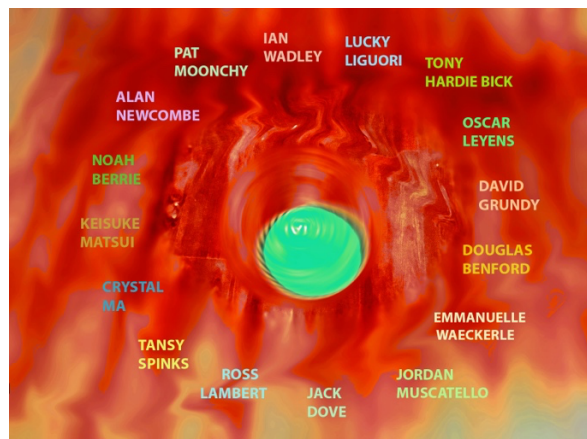 IAN
WADLEY
LUCKY
LIGUORI
TONY
HARDIE BICK
OSCAR
LEYENS
DAVID
GRUNDY
DOUGLAS
BENFORD
EMMANUELLE
WAECKERLE
JORDAN
MUSCATELLO
JACK
DOVE
ROSS
LAMBERT
TANSY
SPINKS
CRYSTAL
MA
KEISUKE
MATSUI
NOAH
BERRIE
ALAN
NEWCOMBE
PAT
MOONCHY